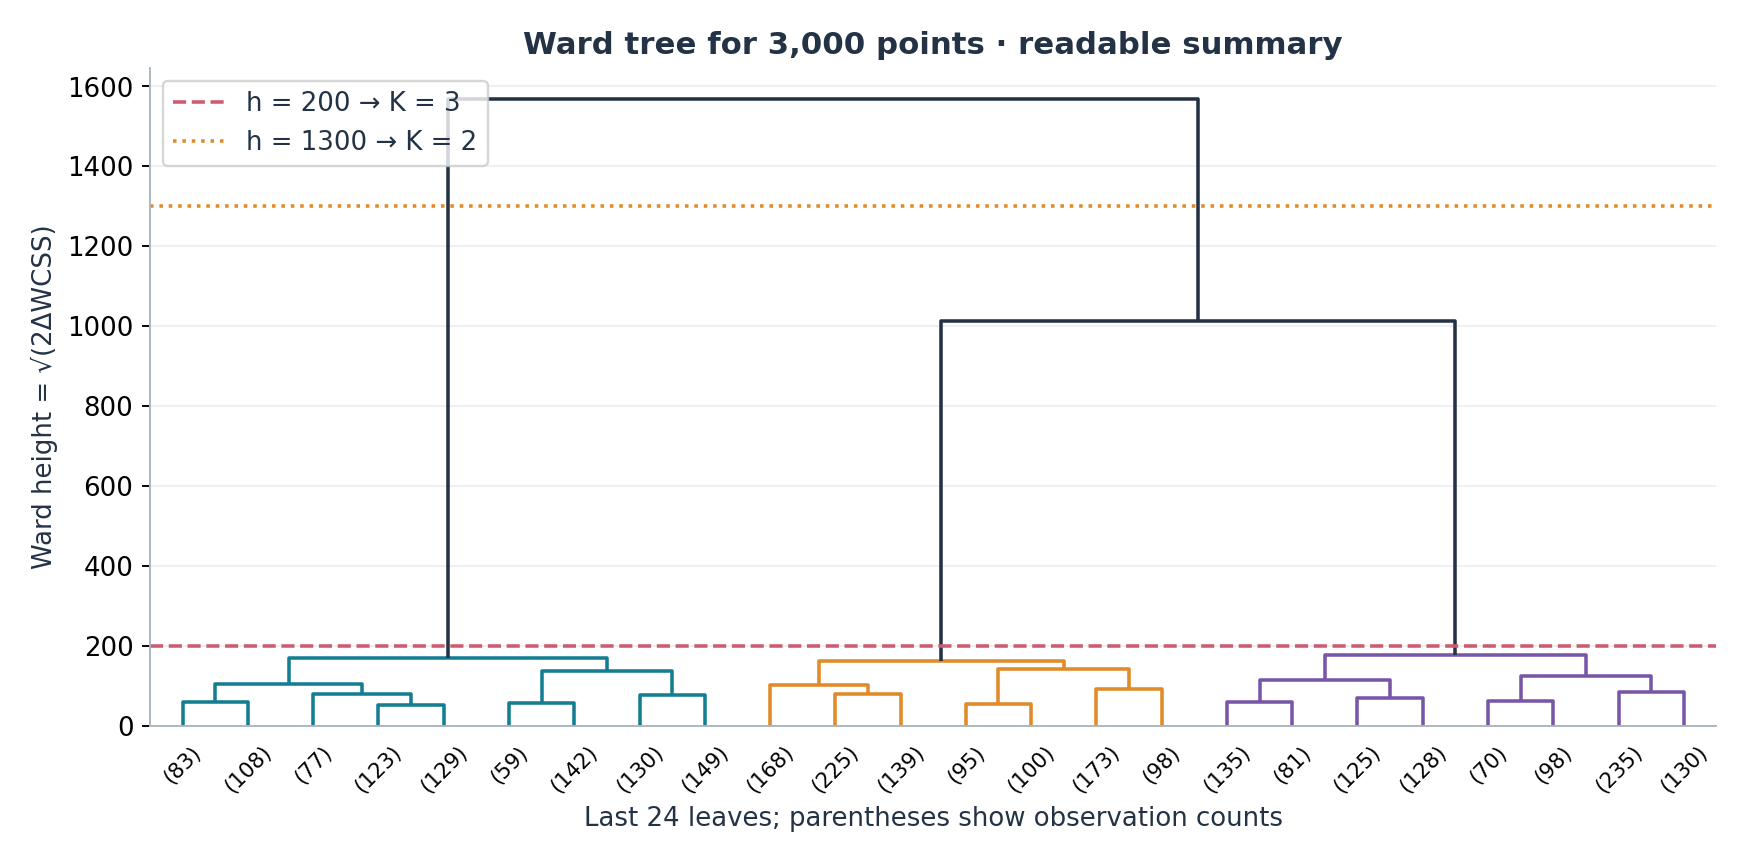 Ward tree for 3,000 points · readable summary
h = 200 → K = 3
h = 1300 → K = 2
Ward height = √(2ΔWCSS)
1600
1400
1200
1000
800
600
400
200
0
(83) (108) (77) (123) (129) (59) (142) (130) (149) (168) (225) (139) (95) (100) (173) (98) (135) (81) (125) (128) (70) (98) (235) (130)
Last 24 leaves; parentheses show observation counts